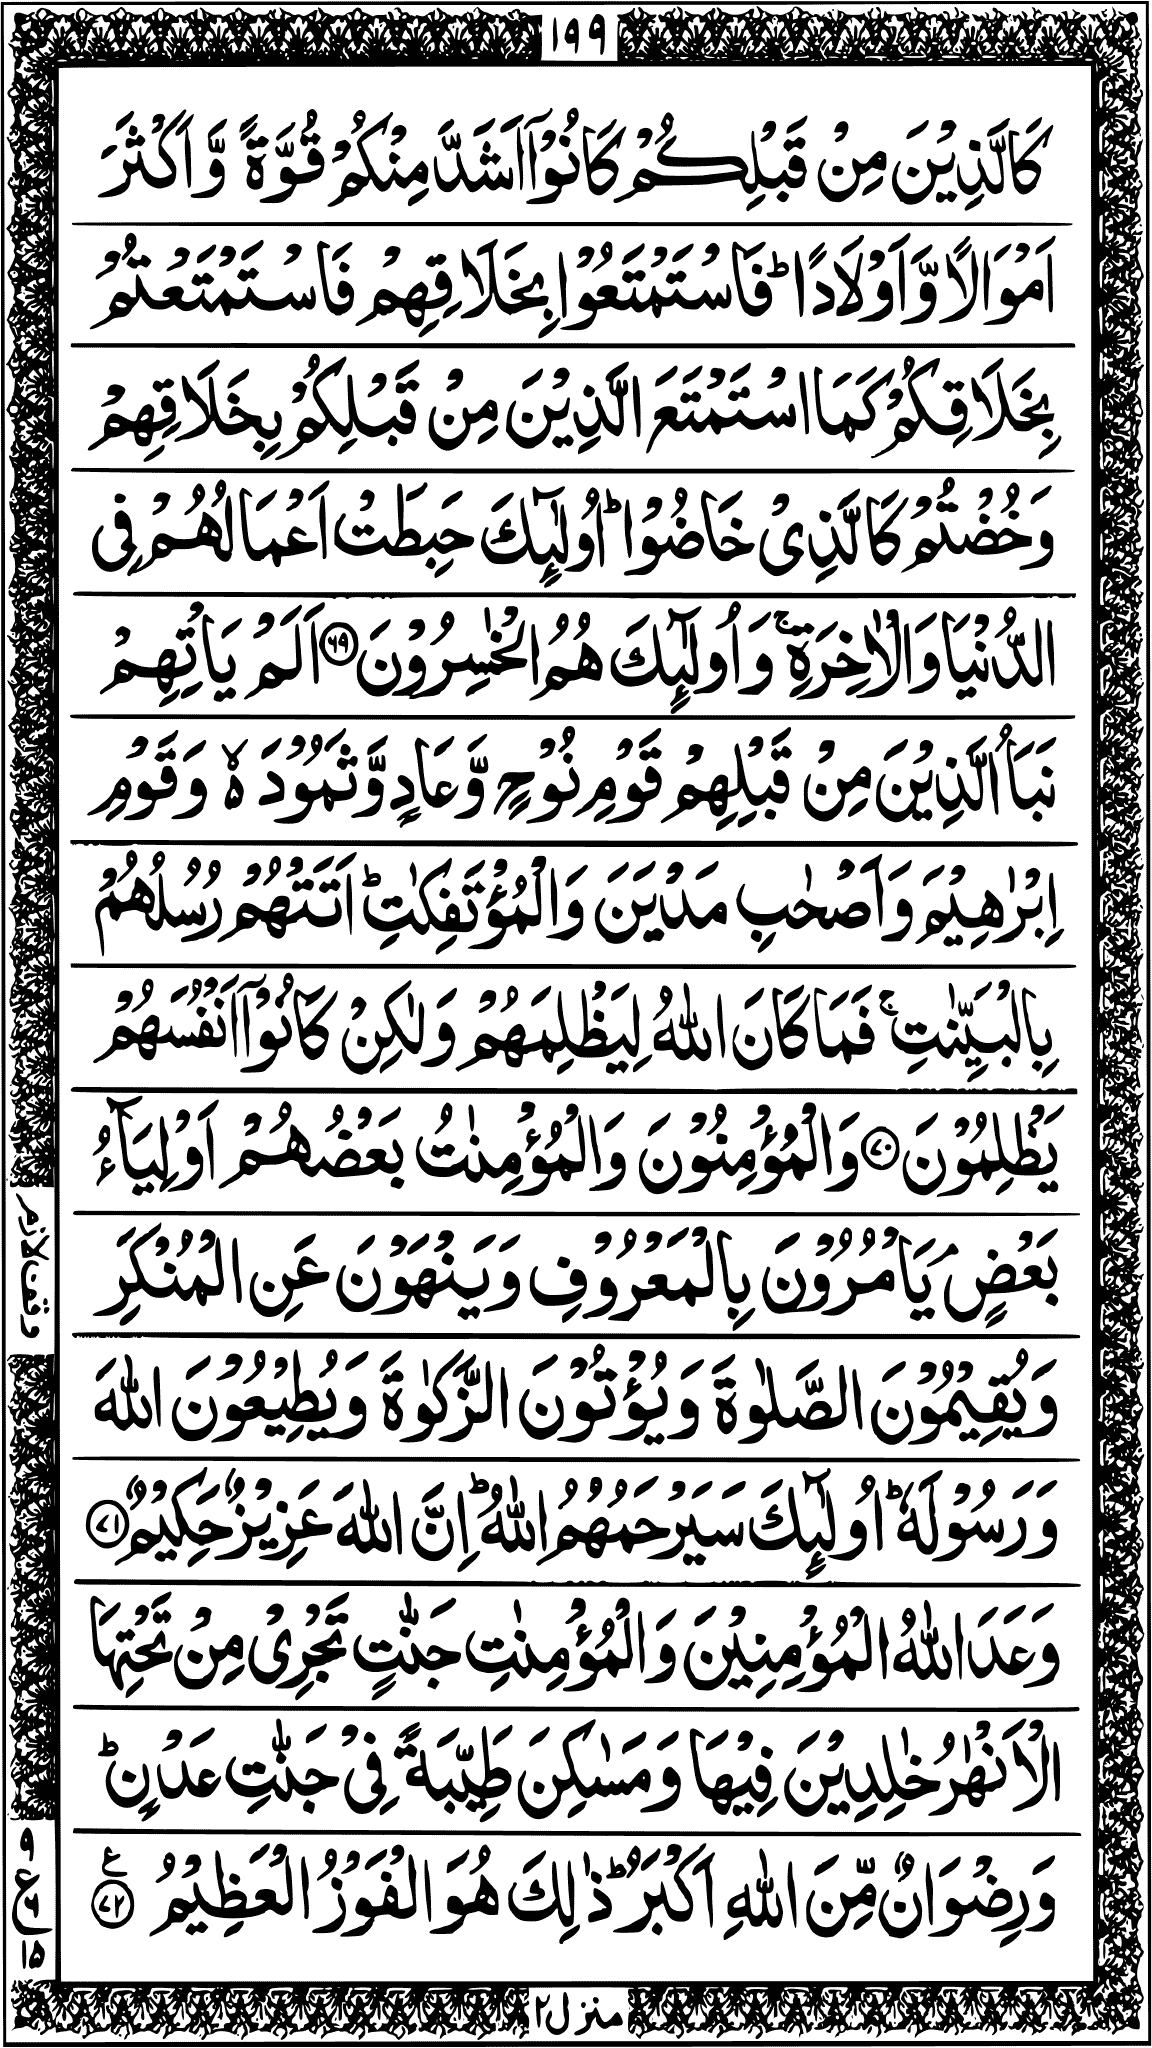 ١٩٩
كَالَّذِيْنَ مِنْ قَبْلِكُمْ كَانُوْۤا اَشَدَّ مِنْكُمْ قُوَّةً وَّ اَكْثَرَ
اَمْوَالًا وَّ اَوْلَادًا ؕ فَاسْتَمْتَعُوْا بِخَلَاقِهِمْ فَاسْتَمْتَعْتُمْ
بِخَلَاقِكُمْ كَمَا اسْتَمْتَعَ الَّذِيْنَ مِنْ قَبْلِكُمْ بِخَلَاقِهِمْ
وَخُضْتُمْ كَالَّذِیْ خَاضُوْا ؕ اُولٰٓئِكَ حَبِطَتْ اَعْمَالُهُمْ فِی
الدُّنْيَا وَالْاٰخِرَةِ ۚ وَ اُولٰٓئِكَ هُمُ الْخٰسِرُوْنَ ﴿٦٩﴾ اَلَمْ يَاْتِهِمْ
نَبَاُ الَّذِيْنَ مِنْ قَبْلِهِمْ قَوْمِ نُوْحٍ وَّعَادٍ وَّثَمُوْدَ ۙ۬ وَقَوْمِ
اِبْرٰهِيْمَ وَاَصْحٰبِ مَدْيَنَ وَالْمُؤْتَفِكٰتِ ؕ اَتَتْهُمْ رُسُلُهُمْ
بِالْبَيِّنٰتِ ۚ فَمَا كَانَ اللّٰهُ لِيَظْلِمَهُمْ وَلٰكِنْ كَانُوْۤا اَنْفُسَهُمْ
يَظْلِمُوْنَ ﴿٧٠﴾ وَالْمُؤْمِنُوْنَ وَالْمُؤْمِنٰتُ بَعْضُهُمْ اَوْلِيَآءُ
بَعْضٍ ۘ يَاْمُرُوْنَ بِالْمَعْرُوْفِ وَيَنْهَوْنَ عَنِ الْمُنْكَرِ
وَيُقِيْمُوْنَ الصَّلٰوةَ وَيُؤْتُوْنَ الزَّكٰوةَ وَيُطِيْعُوْنَ اللّٰهَ
وَرَسُوْلَهٗ ؕ اُولٰٓئِكَ سَيَرْحَمُهُمُ اللّٰهُ ؕ اِنَّ اللّٰهَ عَزِيْزٌ حَكِيْمٌ ﴿٧١﴾
وَعَدَ اللّٰهُ الْمُؤْمِنِيْنَ وَالْمُؤْمِنٰتِ جَنّٰتٍ تَجْرِیْ مِنْ تَحْتِهَا
الْاَنْهٰرُ خٰلِدِيْنَ فِيْهَا وَمَسٰكِنَ طَيِّبَةً فِیْ جَنّٰتِ عَدْنٍ ؕ
وَرِضْوَانٌ مِّنَ اللّٰهِ اَكْبَرُ ؕ ذٰلِكَ هُوَ الْفَوْزُ الْعَظِيْمُ ﴿٧٢﴾ ع
وقف لازم
٩
ع
٦
١٥
منزل ٢